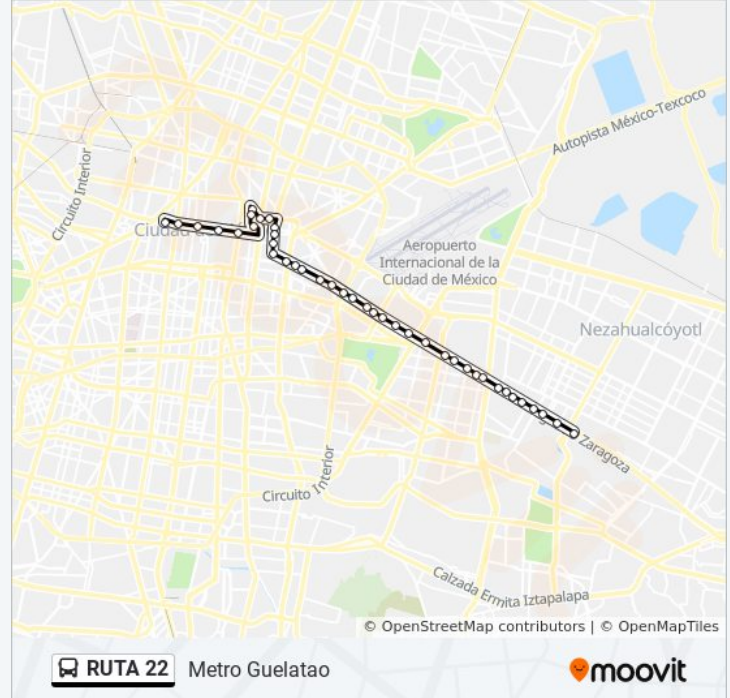 Autopista México-Texcoco
Circuito Interior
Ciudad
Aeropuerto
Internacional de la
Ciudad de México
Nezahualcóyotl
Zaragoza
Circuito Interior
Calzada Ermita Iztapalapa
© OpenStreetMap contributors | © OpenMapTiles
RUTA 22 Metro Guelatao
moovit